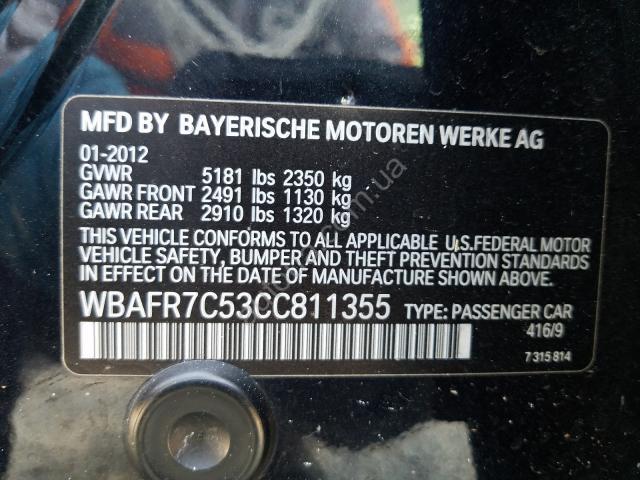 MFD BY BAYERISCHE MOTOREN WERKE AG
01-2012
GVWR 5181 lbs 2350 kg
GAWR FRONT 2491 lbs 1130 kg
GAWR REAR 2910 lbs 1320 kg
THIS VEHICLE CONFORMS TO ALL APPLICABLE U.S.FEDERAL MOTOR
VEHICLE SAFETY, BUMPER, AND THEFT PREVENTION STANDARDS
IN EFFECT ON THE DATE OF MANUFACTURE SHOWN ABOVE.
WBAFR7C53CC811355 TYPE: PASSENGER CAR
416/9
7 315 814